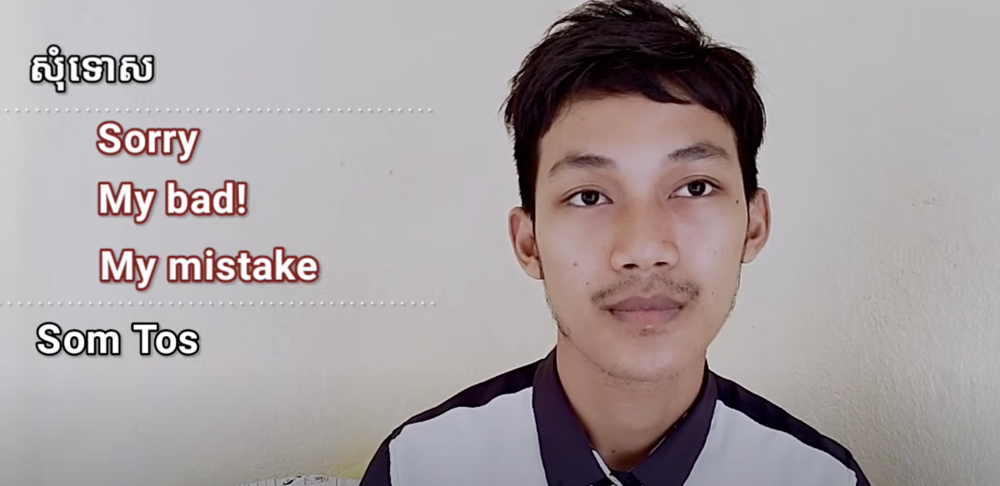 សុំទោស
Sorry
My bad!
My mistake
Som Tos